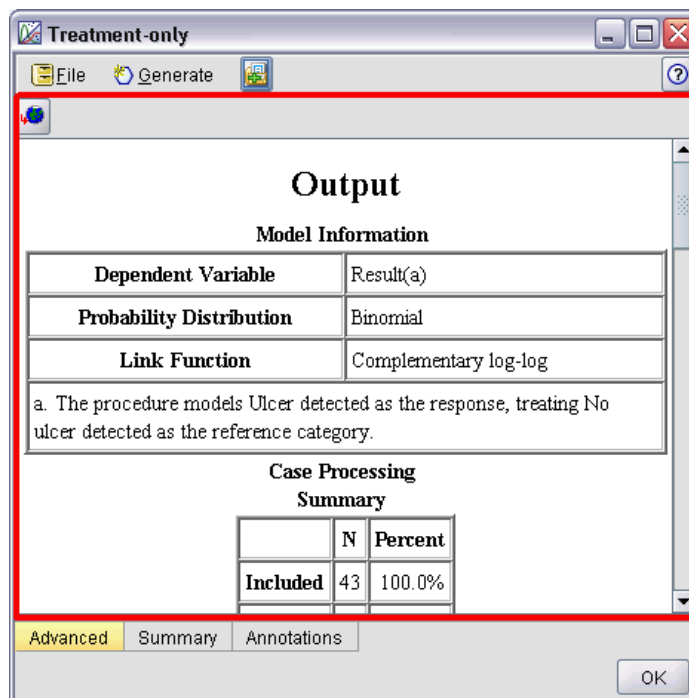 Treatment-only
File Generate
Output
Model Information
Dependent Variable Result(a)
Probability Distribution Binomial
Link Function Complementary log-log
a. The procedure models Ulcer detected as the response, treating No
ulcer detected as the reference category.
Case Processing
Summary
N Percent
Included 43 100.0%
Advanced Summary Annotations
OK